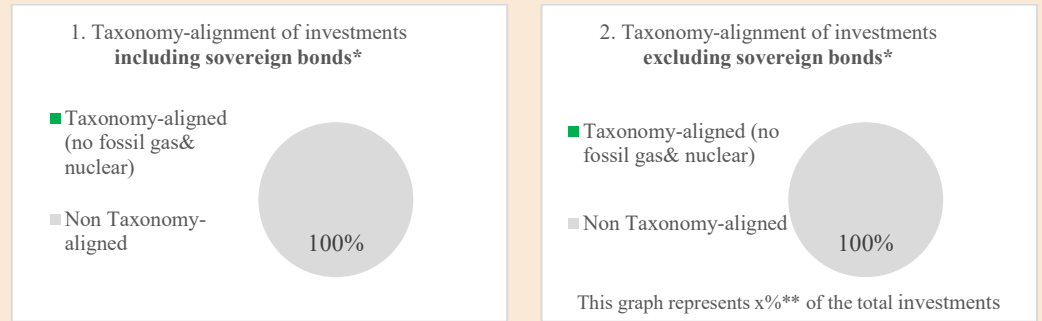 1. Taxonomy-alignment of investments
including sovereign bonds*
Taxonomy-aligned
(no fossil gas&
nuclear)
Non Taxonomy-
aligned
100%
2. Taxonomy-alignment of investments
excluding sovereign bonds*
Taxonomy-aligned (no
fossil gas& nuclear)
Non Taxonomy-aligned
100%
This graph represents x%** of the total investments